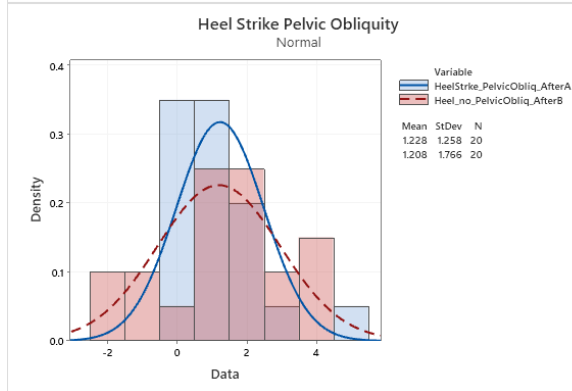 Heel Strike Pelvic Obliquity
Normal
0.4
0.3
0.2
0.1
0.0
Density
-2
0
2
4
Data
Variable
HeelStrke_PelvicObliq_AfterA
Heel_no_PelvicObliq_AfterB
Mean StDev N
1.228 1.258 20
1.208 1.766 20